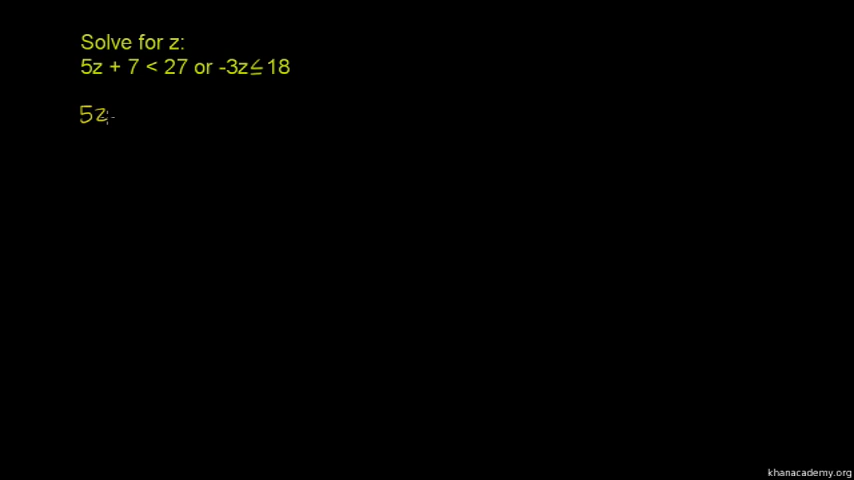 Solve for z:
5z + 7 < 27 or -3z ≤ 18
5z
khanacademy.org